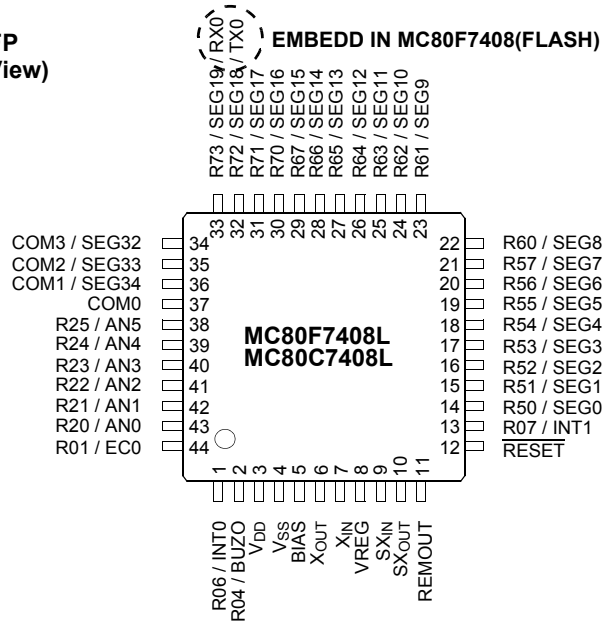 TP
View)
EMBEDD IN MC80F7408(FLASH)
R73 / SEG19 / RX0
R72 / SEG18 / TX0
R71 / SEG17
R70 / SEG16
R67 / SEG15
R66 / SEG14
R65 / SEG13
R64 / SEG12
R63 / SEG11
R62 / SEG10
R61 / SEG9
33 32 31 30 29 28 27 26 25 24 23
COM3 / SEG32 34
COM2 / SEG33 35
COM1 / SEG34 36
COM0 37
R25 / AN5 38
R24 / AN4 39
R23 / AN3 40
R22 / AN2 41
R21 / AN1 42
R20 / AN0 43
R01 / EC0 44
MC80F7408L
MC80C7408L
22 R60 / SEG8
21 R57 / SEG7
20 R56 / SEG6
19 R55 / SEG5
18 R54 / SEG4
17 R53 / SEG3
16 R52 / SEG2
15 R51 / SEG1
14 R50 / SEG0
13 R07 / INT1
12 RESET
1 2 3 4 5 6 7 8 9 10 11
R06 / INT0
R04 / BUZO
VDD
VSS
BIAS
XOUT
XIN
VREG
SXIN
SXOUT
REMOUT